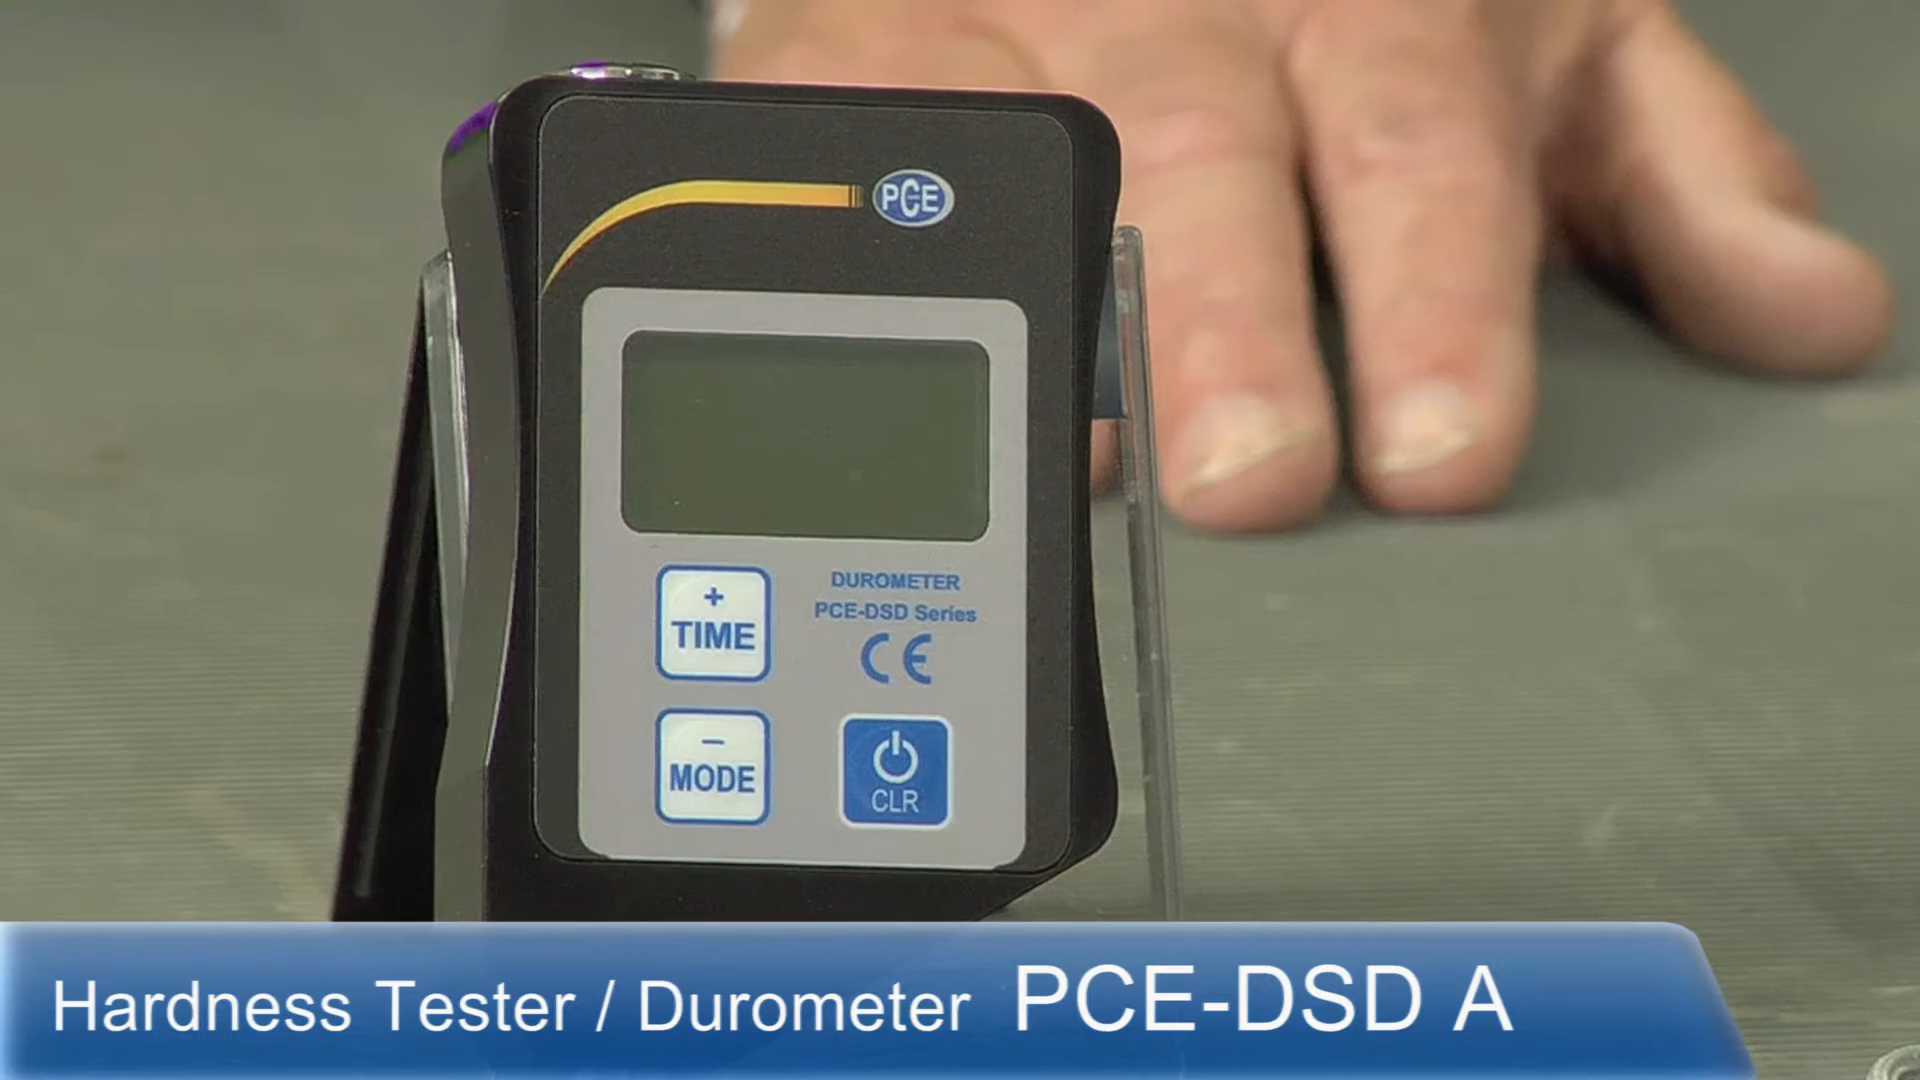 PCE
DUROMETER
PCE-DSD Series
CE
+
TIME
−
MODE
CLR
Hardness Tester / Durometer PCE-DSD A